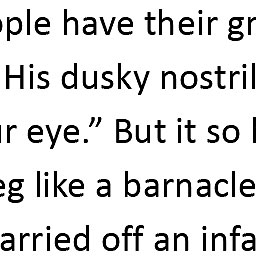 ople have their gr
His dusky nostril
ur eye.” But it so
eg like a barnacle
arried off an infa